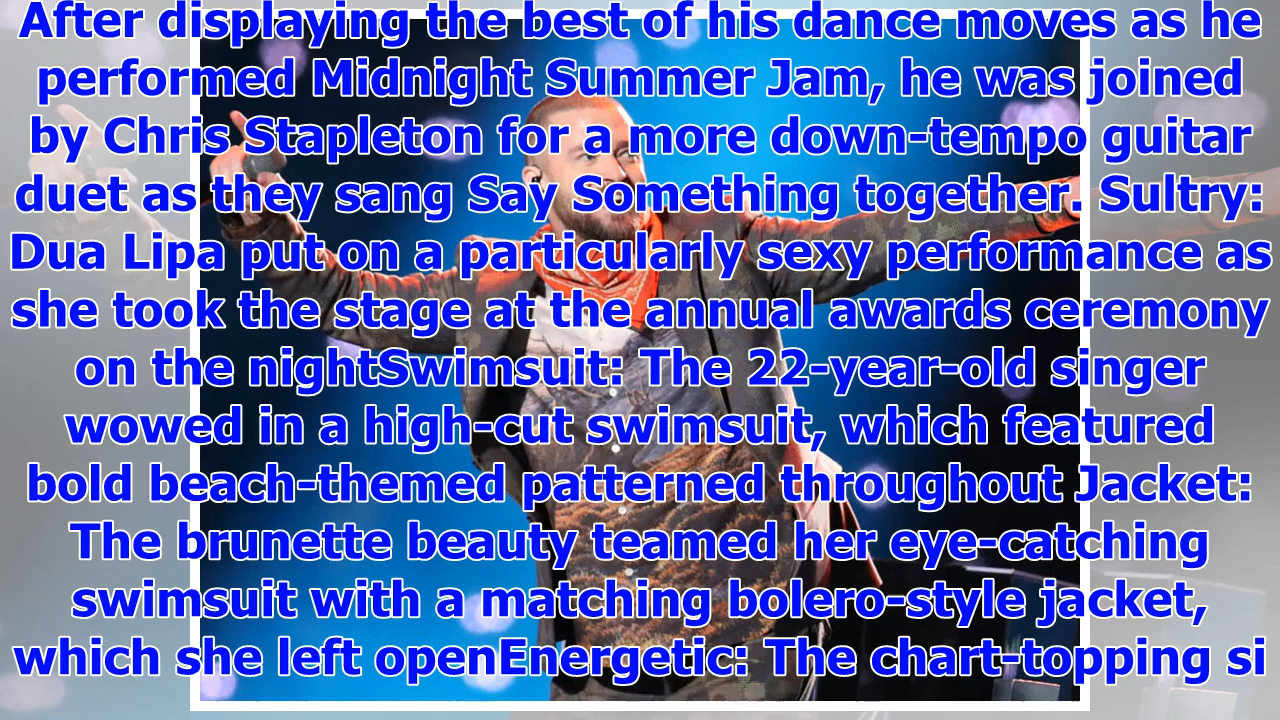 After displaying the best of his dance moves as he
performed Midnight Summer Jam, he was joined
by Chris Stapleton for a more down-tempo guitar
duet as they sang Say Something together. Sultry:
Dua Lipa put on a particularly sexy performance as
she took the stage at the annual awards ceremony
on the nightSwimsuit: The 22-year-old singer
wowed in a high-cut swimsuit, which featured
bold beach-themed patterned throughout Jacket:
The brunette beauty teamed her eye-catching
swimsuit with a matching bolero-style jacket,
which she left openEnergetic: The chart-topping si